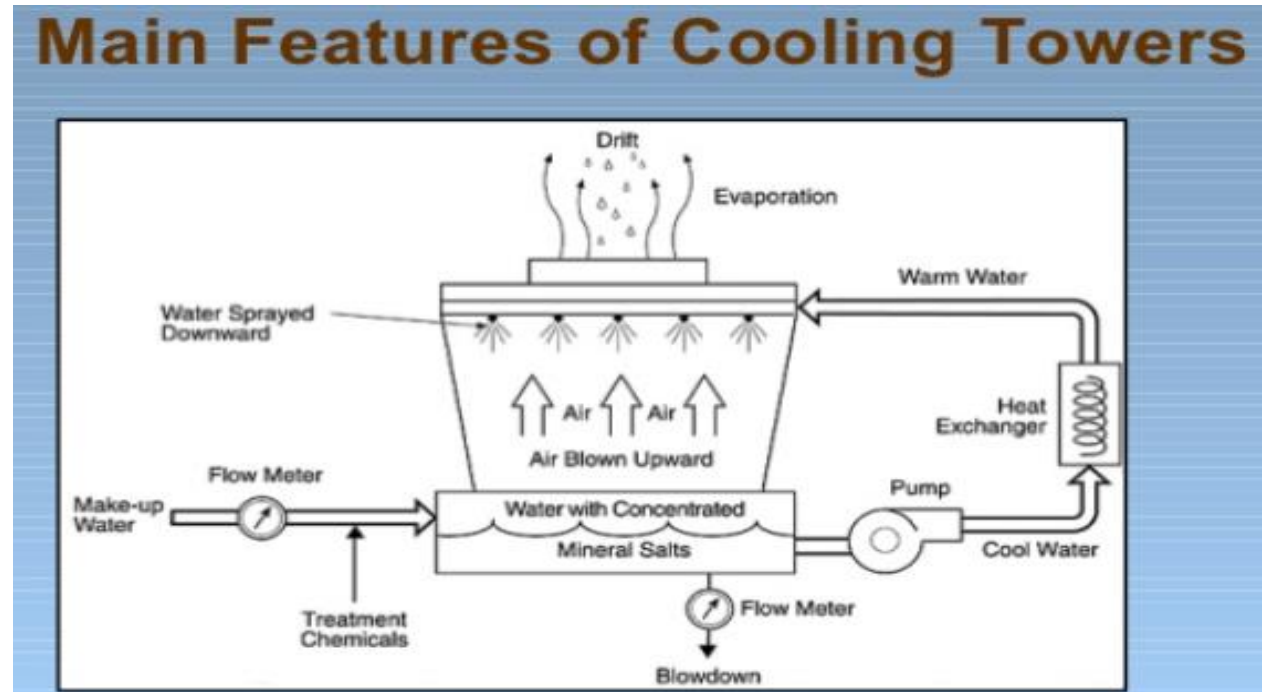 Main Features of Cooling Towers
Drift
Evaporation
Warm Water
Water Sprayed
Downward
Air
Air
Heat
Exchanger
Air Blown Upward
Flow Meter
Pump
Make-up
Water
Water with Concentrated
Mineral Salts
Cool Water
Treatment
Chemicals
Flow Meter
Blowdown